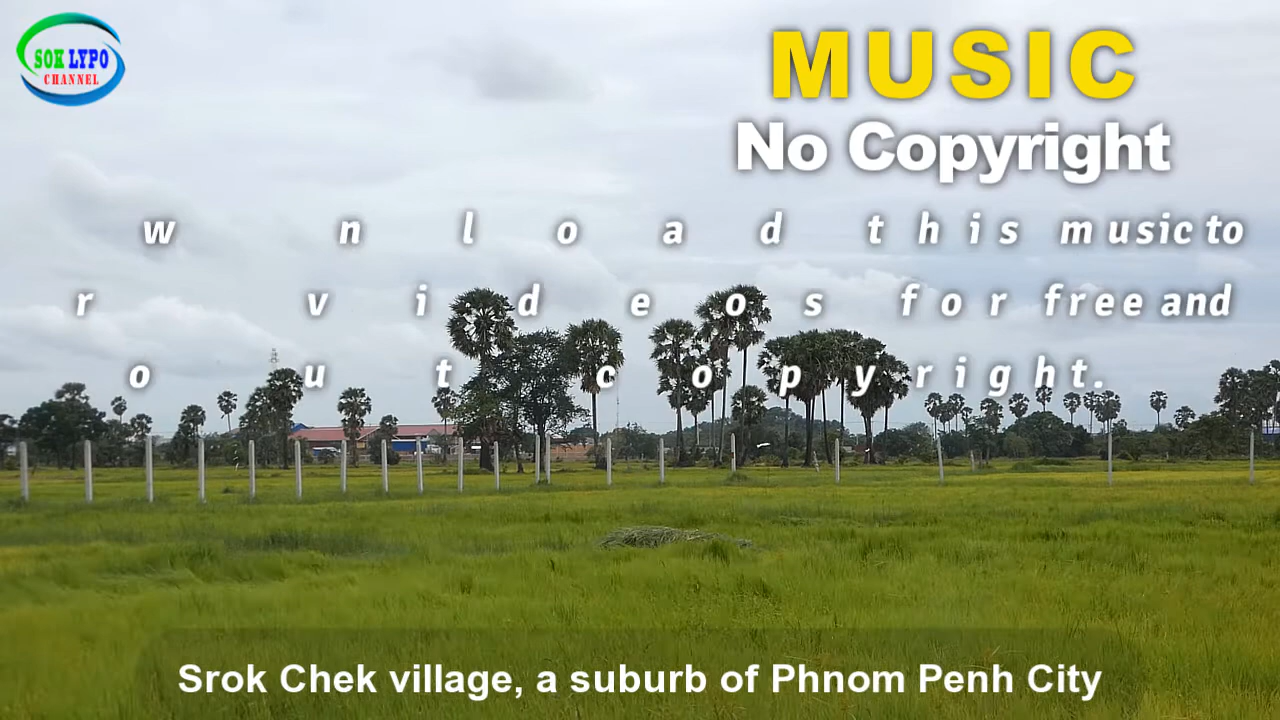 SOK LYPO
CHANNEL
MUSIC
No Copyright
wnload this music to
r videos for free and
out copyright.
Srok Chek village, a suburb of Phnom Penh City